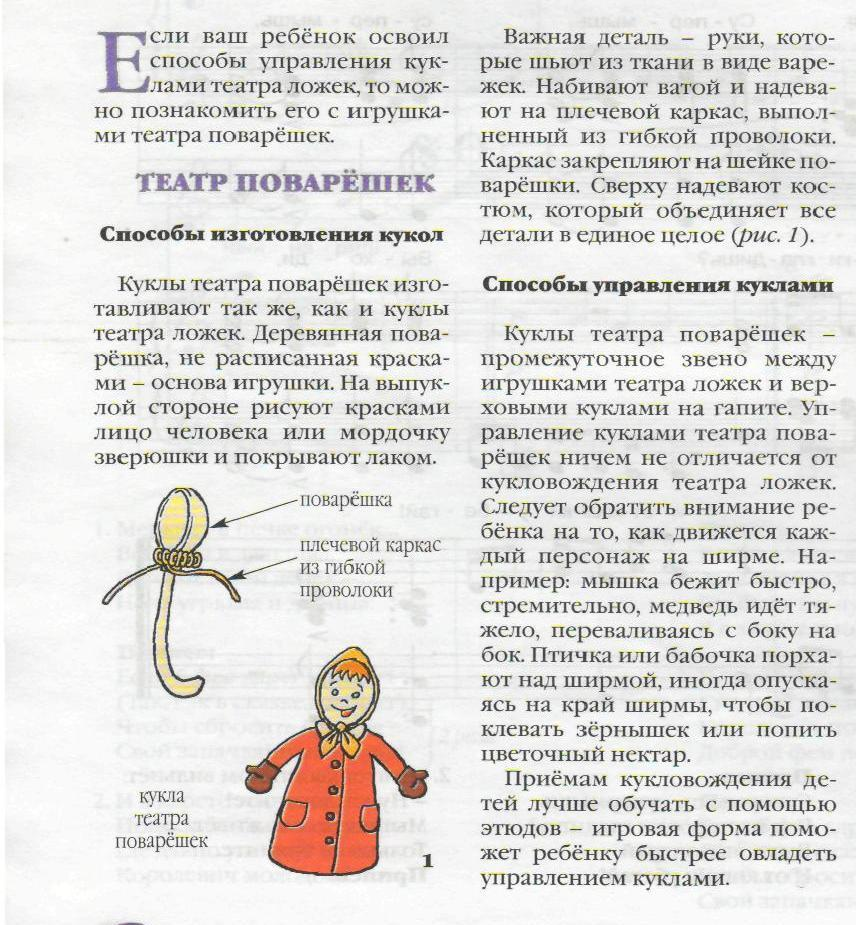 Если ваш ребёнок освоил
способы управления кук-
лами театра ложек, то мож-
но познакомить его с игрушка-
ми театра поварёшек.
ТЕАТР ПОВАРЁШЕК
Способы изготовления кукол
Куклы театра поварёшек изго-
тавливают так же, как и куклы
театра ложек. Деревянная пова-
рёшка, не расписанная краска-
ми – основа игрушки. На выпук-
лой стороне рисуют красками
лицо человека или мордочку
зверюшки и покрывают лаком.
поварёшка
плечевой каркас
из гибкой
проволоки
кукла
театра
поварёшек
1
Важная деталь – руки, кото-
рые шьют из ткани в виде варе-
жек. Набивают ватой и надева-
ют на плечевой каркас, выпол-
ненный из гибкой проволоки.
Каркас закрепляют на шейке по-
варёшки. Сверху надевают кос-
тюм, который объединяет все
детали в единое целое (рис. 1).
Способы управления куклами
Куклы театра поварёшек –
промежуточное звено между
игрушками театра ложек и вер-
ховыми куклами на гапите. Уп-
равление куклами театра пова-
рёшек ничем не отличается от
кукловождения театра ложек.
Следует обратить внимание ре-
бёнка на то, как движется каж-
дый персонаж на ширме. На-
пример: мишка бежит быстро,
стремительно, медведь идёт тя-
жело, переваливаясь с боку на
бок. Птичка или бабочка порха-
ют над ширмой, иногда опуска-
ясь на край ширмы, чтобы по-
клевать зёрнышек или попить
цветочный нектар.
Приёмам кукловождения де-
тей лучше обучать с помощью
этюдов – игровая форма помо-
жет ребёнку быстрее овладеть
управлением куклами.